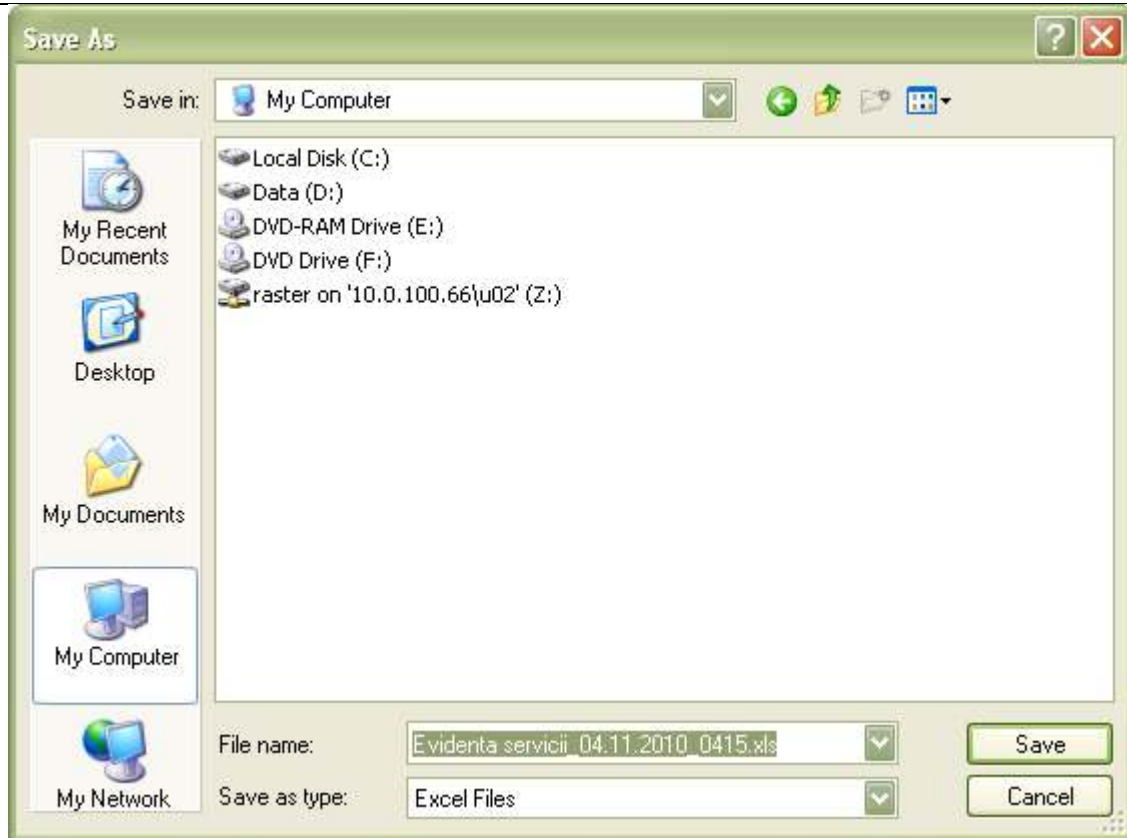 Save As
Save in:
My Computer
My Recent
Documents
Desktop
My Documents
My Computer
My Network
Local Disk (C:)
Data (D:)
DVD-RAM Drive (E:)
DVD Drive (F:)
raster on '10.0.100.66\u02' (Z:)
File name:
Evidenta servicii_04.11.2010_0415.xls
Save
Save as type:
Excel Files
Cancel